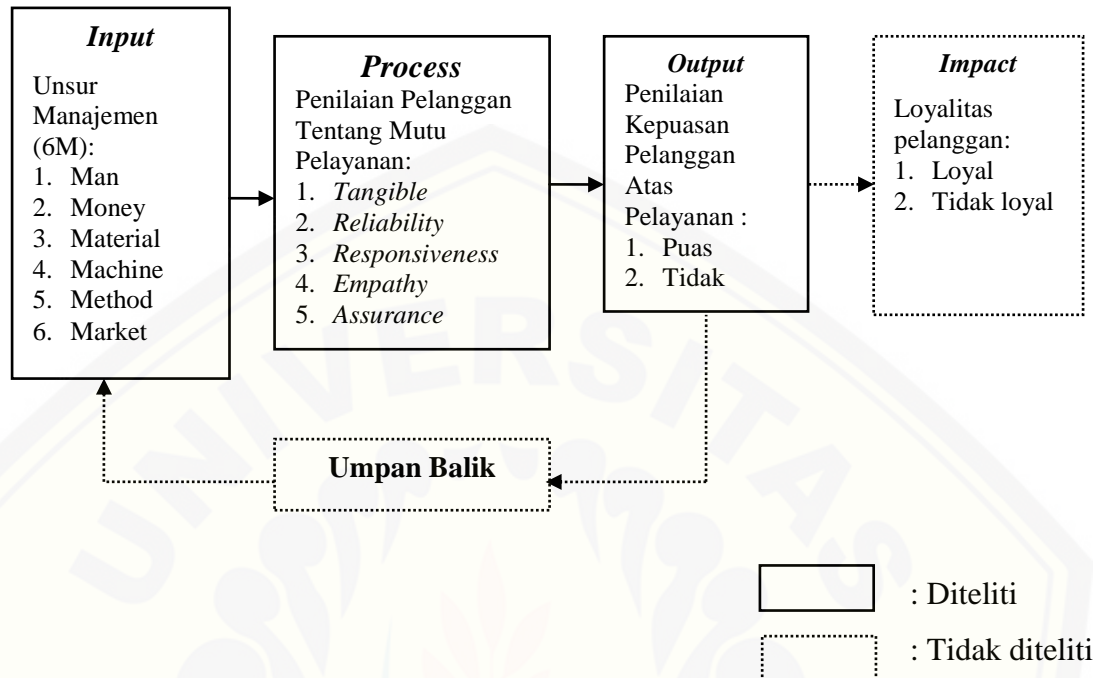 Input
Unsur
Manajemen
(6M):
1. Man
2. Money
3. Material
4. Machine
5. Method
6. Market
Process
Penilaian Pelanggan
Tentang Mutu
Pelayanan:
1. Tangible
2. Reliability
3. Responsiveness
4. Empathy
5. Assurance
Output
Penilaian
Kepuasan
Pelanggan
Atas
Pelayanan :
1. Puas
2. Tidak
Impact
Loyalitas
pelanggan:
1. Loyal
2. Tidak loyal
Umpan Balik
: Diteliti
: Tidak diteliti
UNIVERSITAS